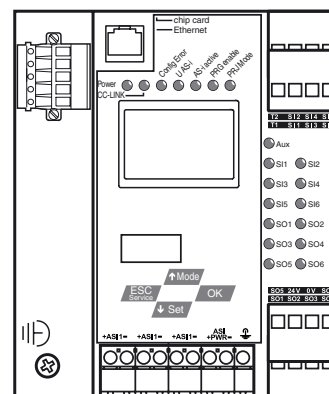 chip card
Ethernet
Power
CC-LINK
Config Error
U AS-i
AS-i active
PRG enable
PRJ Mode
T2 SI2 SI4
T1 SI1 SI3
Aux
SI1 SI2
SI3 SI4
SI5 SI6
SO1 SO2
SO3 SO4
SO5 SO6
Mode
ESC
Service
OK
Set
SO5 24V 0V
SO1 SO2 SO3
+ASI1- +ASI1- +ASI1- ASI
+PWR-